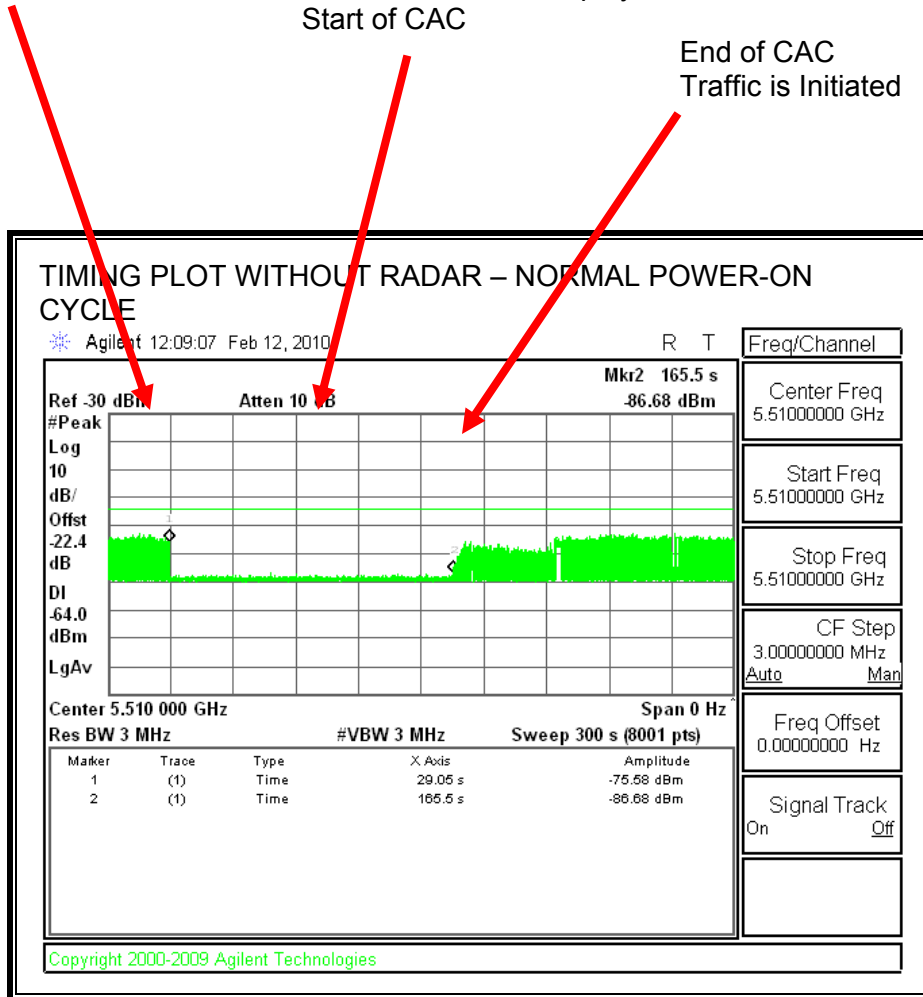 Start of CAC
End of CAC
Traffic is Initiated
TIMING PLOT WITHOUT RADAR – NORMAL POWER-ON
CYCLE
Agilent 12:09:07 Feb 12, 2010 R T
Mkr2 165.5 s
Ref -30 dBm Atten 10 dB -86.68 dBm
#Peak
Log
10
dB/
Offst
-22.4
dB
DI
-64.0
dBm
LgAv
1
2
Center 5.510 000 GHz Span 0 Hz
Res BW 3 MHz #VBW 3 MHz Sweep 300 s (8001 pts)
Marker Trace Type X Axis Amplitude
1 (1) Time 29.05 s -75.58 dBm
2 (1) Time 165.5 s -86.68 dBm
Copyright 2000-2009 Agilent Technologies
Freq/Channel
Center Freq
5.51000000 GHz
Start Freq
5.51000000 GHz
Stop Freq
5.51000000 GHz
CF Step
3.00000000 MHz
Auto Man
Freq Offset
0.00000000 Hz
Signal Track
On Off